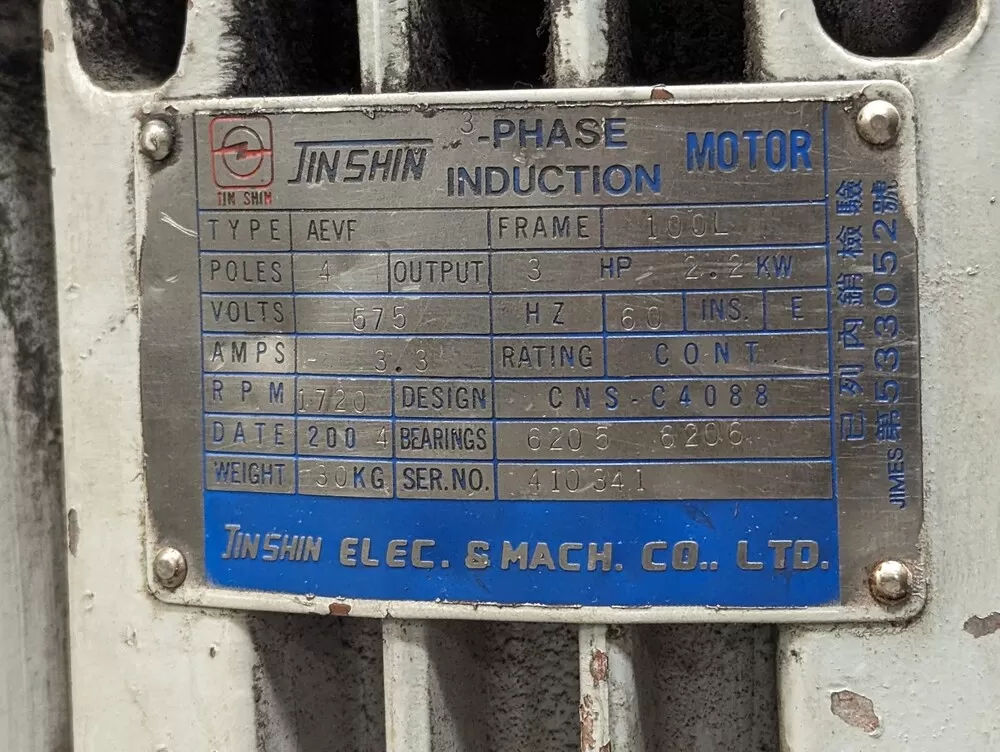 JINSHIN 3-PHASE INDUCTION MOTOR
JIN SHIN
TYPE AEVF FRAME 100L
POLES 4 OUTPUT 3 HP 2.2 KW
VOLTS 575 HZ 60 INS. E
AMPS - 3.3 RATING CONT.
RPM 1720 DESIGN CNS-C4088
DATE 2004 BEARINGS 6205 6206
WEIGHT 30KG SER.NO. 410341
JINSHIN ELEC. & MACH. CO., LTD.
已列內銷檢驗
JIMES 第533052號